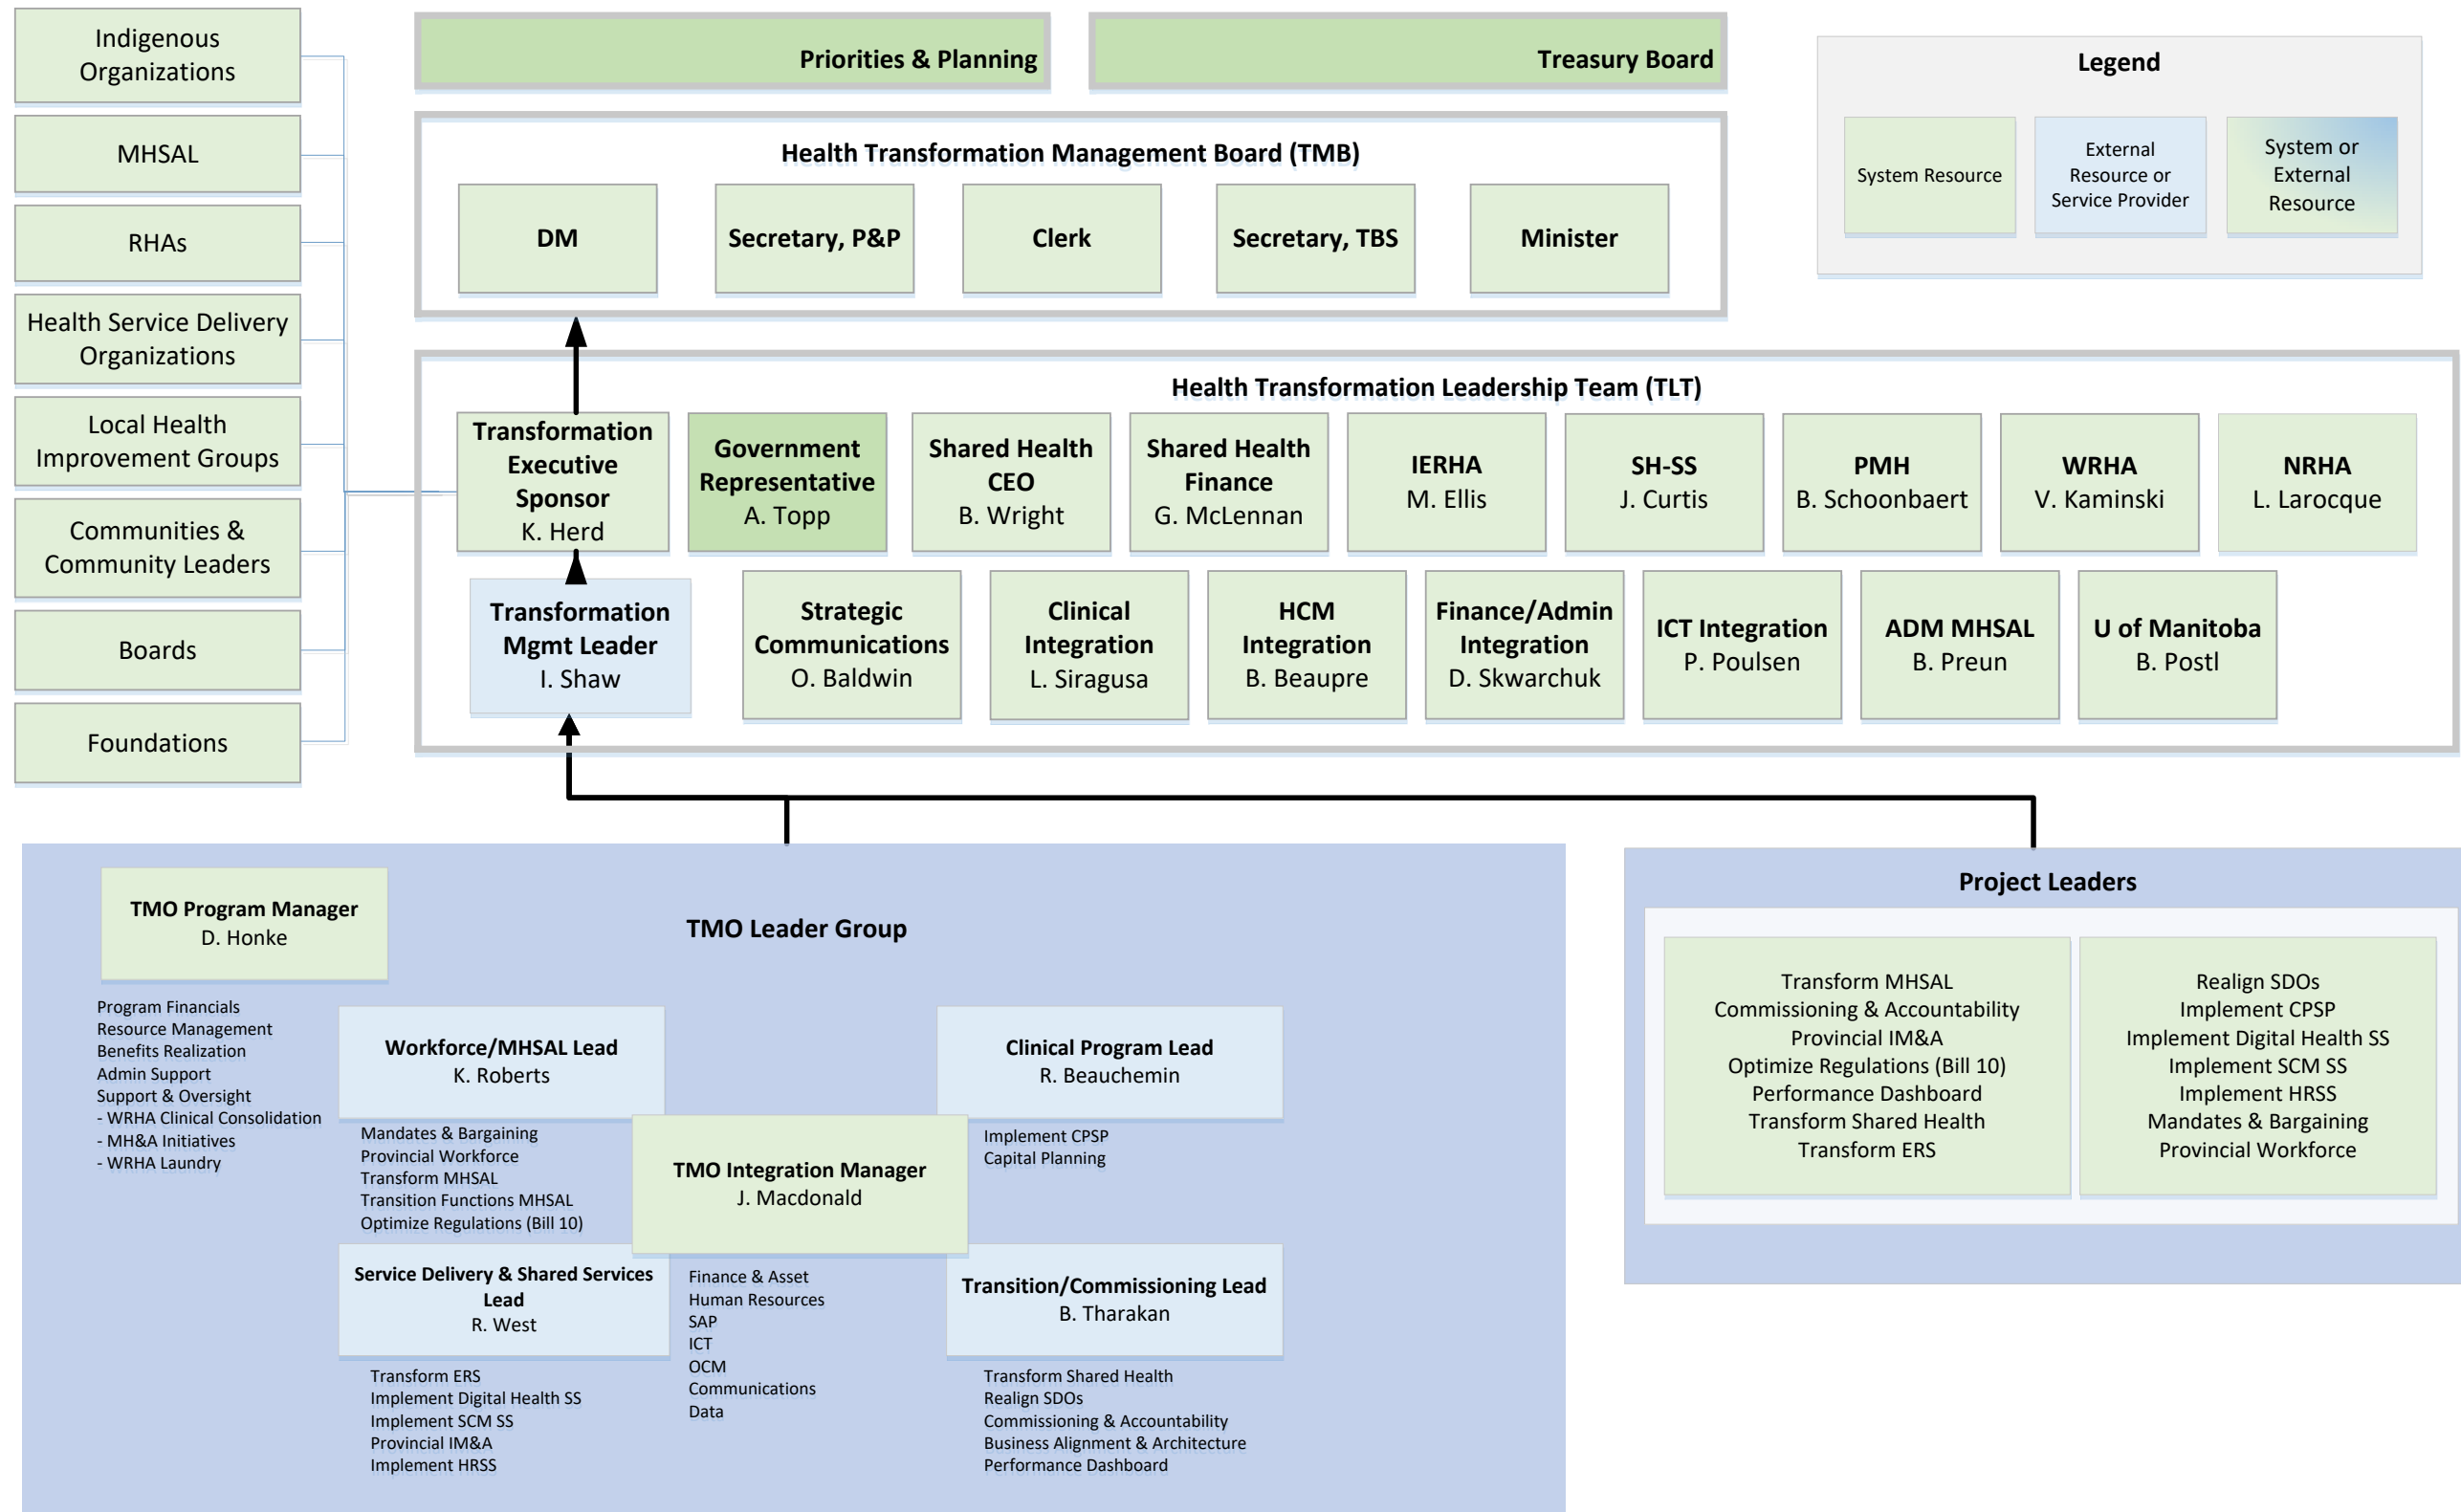 Indigenous
Organizations
MHSAL
RHAs
Health Service Delivery
Organizations
Local Health
Improvement Groups
Communities &
Community Leaders
Boards
Foundations
Priorities & Planning
Treasury Board
Legend
System Resource
External
Resource or
Service Provider
System or
External
Resource
Health Transformation Management Board (TMB)
DM
Secretary, P&P
Clerk
Secretary, TBS
Minister
Health Transformation Leadership Team (TLT)
Transformation
Executive
Sponsor
K. Herd
Government
Representative
A. Topp
Shared Health
CEO
B. Wright
Shared Health
Finance
G. McLennan
IERHA
M. Ellis
SH-SS
J. Curtis
PMH
B. Schoonbaert
WRHA
V. Kaminski
NRHA
L. Larocque
Transformation
Mgmt Leader
I. Shaw
Strategic
Communications
O. Baldwin
Clinical
Integration
L. Siragusa
HCM
Integration
B. Beaupre
Finance/Admin
Integration
D. Skwarchuk
ICT Integration
P. Poulsen
ADM MHSAL
B. Preun
U of Manitoba
B. Postl
TMO Leader Group
TMO Program Manager
D. Honke
Program Financials
Resource Management
Benefits Realization
Admin Support
Support & Oversight
- WRHA Clinical Consolidation
- MH&A Initiatives
- WRHA Laundry
Workforce/MHSAL Lead
K. Roberts
Mandates & Bargaining
Provincial Workforce
Transform MHSAL
Transition Functions MHSAL
Optimize Regulations (Bill 10)
Clinical Program Lead
R. Beauchemin
Implement CPSP
Capital Planning
TMO Integration Manager
J. Macdonald
Finance & Asset
Human Resources
SAP
ICT
OCM
Communications
Data
Service Delivery & Shared Services
Lead
R. West
Transform ERS
Implement Digital Health SS
Implement SCM SS
Provincial IM&A
Implement HRSS
Transition/Commissioning Lead
B. Tharakan
Transform Shared Health
Realign SDOs
Commissioning & Accountability
Business Alignment & Architecture
Performance Dashboard
Project Leaders
Transform MHSAL
Commissioning & Accountability
Provincial IM&A
Optimize Regulations (Bill 10)
Performance Dashboard
Transform Shared Health
Transform ERS
Realign SDOs
Implement CPSP
Implement Digital Health SS
Implement SCM SS
Implement HRSS
Mandates & Bargaining
Provincial Workforce